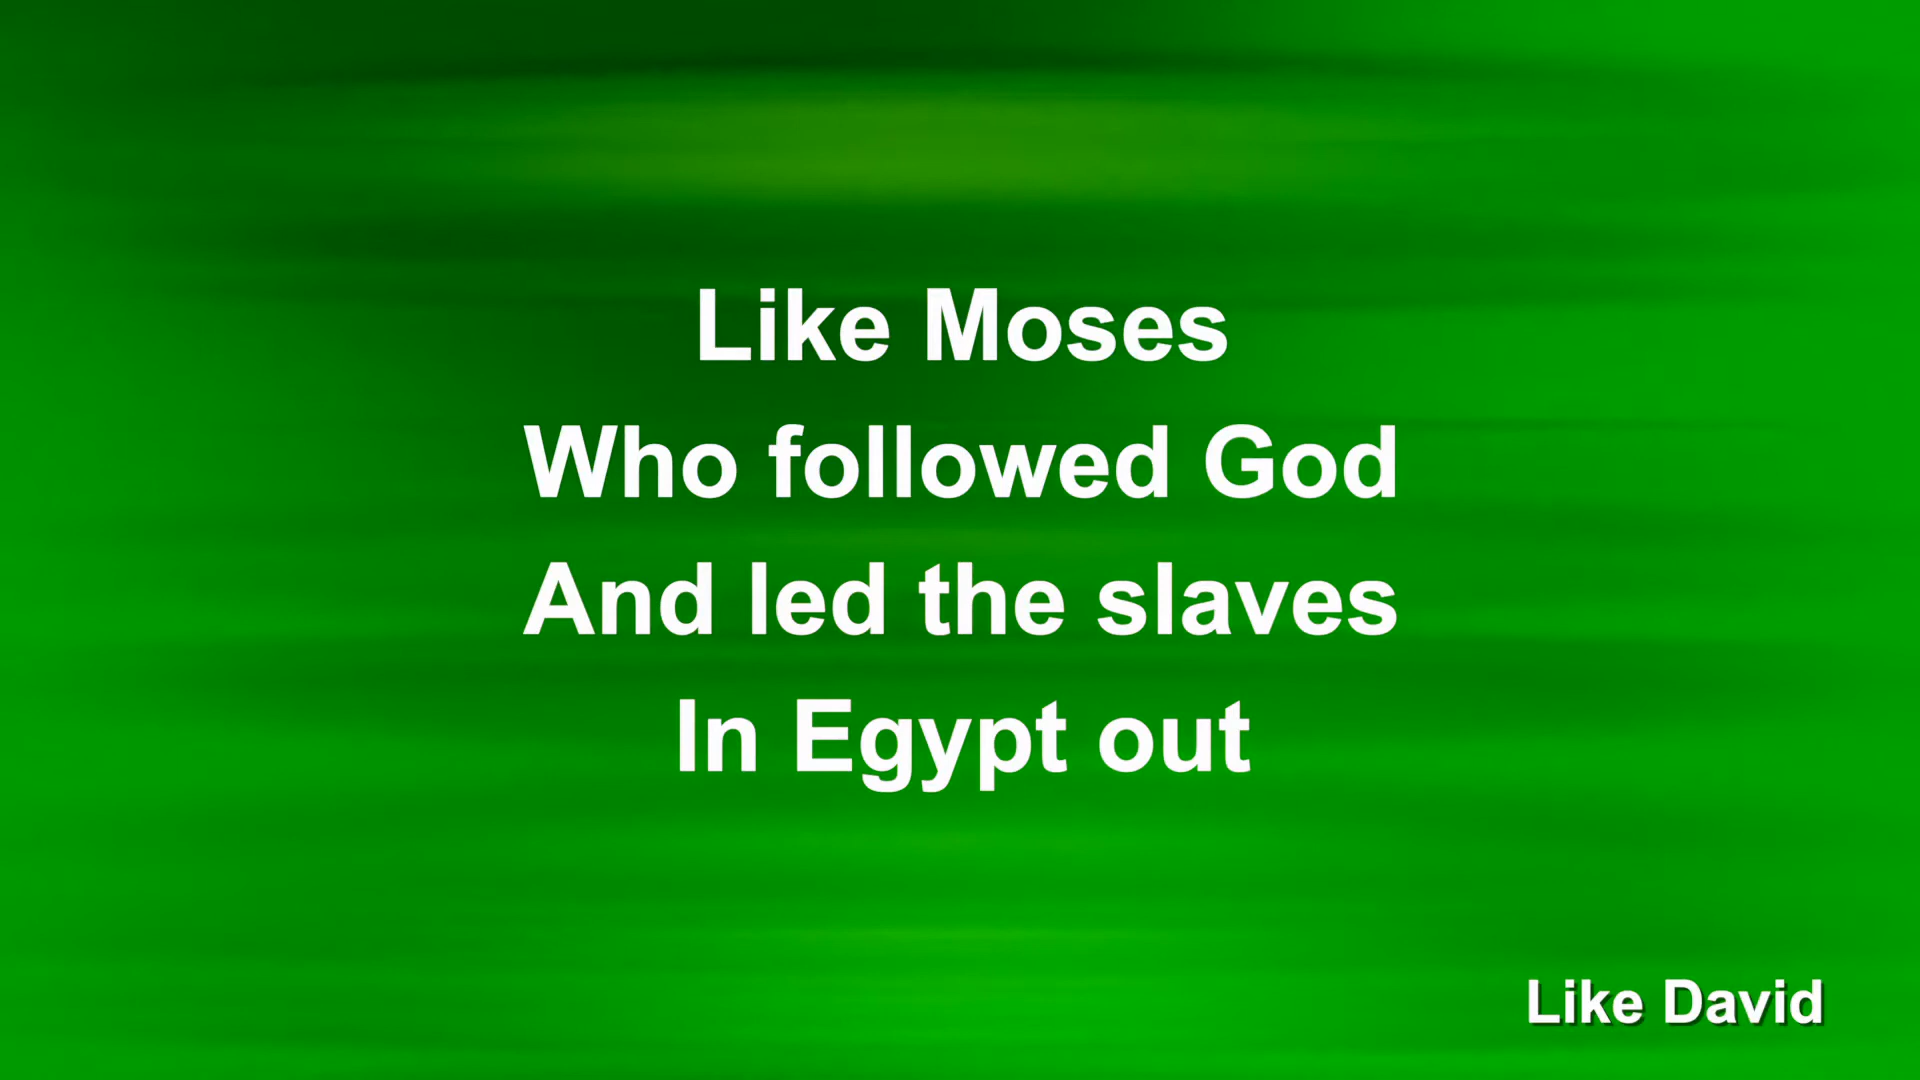 Like Moses
Who followed God
And led the slaves
In Egypt out
Like David